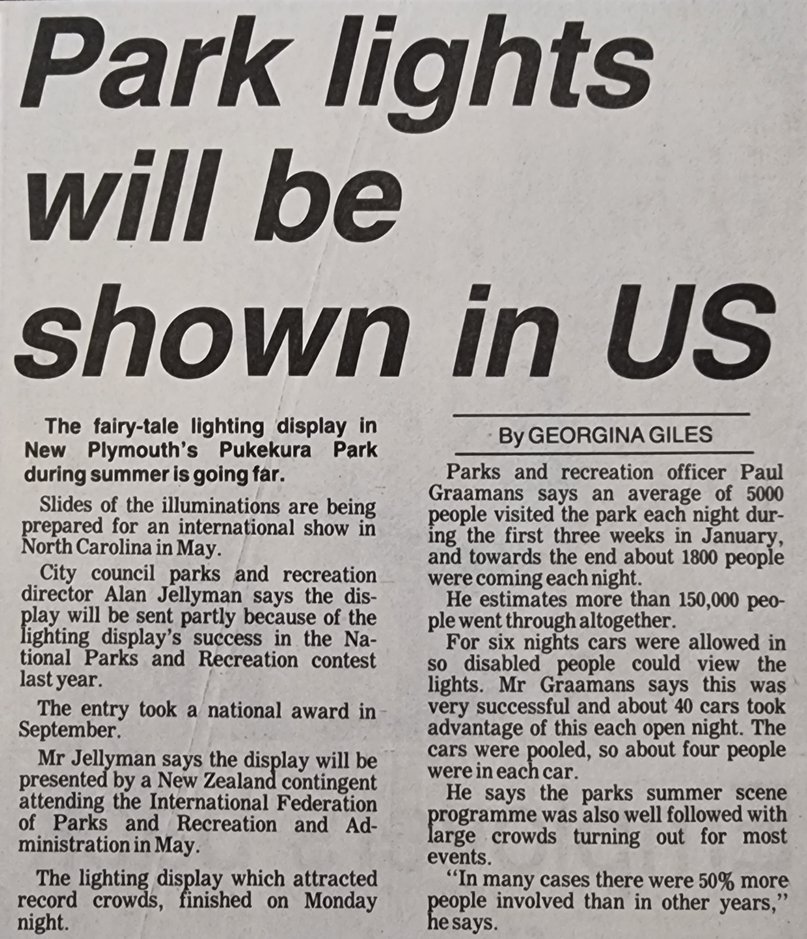 Park lights
will be
shown in US
The fairy-tale lighting display in
New Plymouth's Pukekura Park
during summer is going far.
Slides of the illuminations are being
prepared for an international show in
North Carolina in May.
City council parks and recreation
director Alan Jellyman says the dis-
play will be sent partly because of the
lighting display's success in the Na-
tional Parks and Recreation contest
last year.
The entry took a national award in
September.
Mr Jellyman says the display will be
presented by a New Zealand contingent
attending the International Federation
of Parks and Recreation and Ad-
ministration in May.
The lighting display which attracted
record crowds, finished on Monday
night.
By GEORGINA GILES
Parks and recreation officer Paul
Graamans says an average of 5000
people visited the park each night dur-
ing the first three weeks in January,
and towards the end about 1800 people
were coming each night.
He estimates more than 150,000 peo-
ple went through altogether.
For six nights cars were allowed in
so disabled people could view the
lights. Mr Graamans says this was
very successful and about 40 cars took
advantage of this each open night. The
cars were pooled, so about four people
were in each car.
He says the parks summer scene
programme was also well followed with
large crowds turning out for most
events.
"In many cases there were 50% more
people involved than in other years,"
he says.